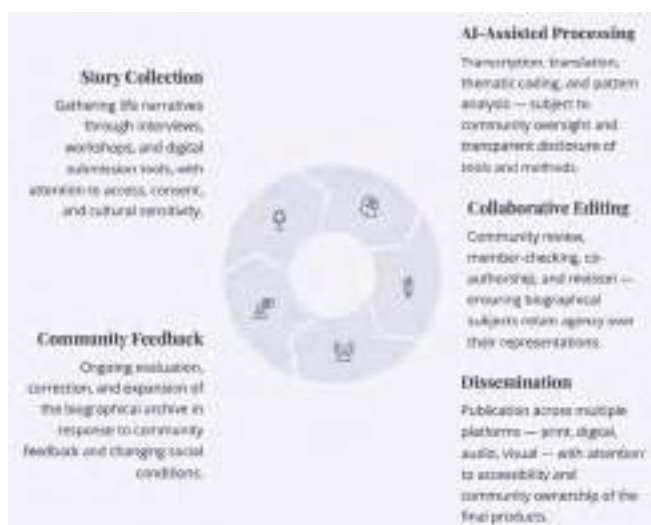 Story Collection
Gathering life narratives
through interviews,
workshops, and digital
submission tools, with
attention to access, consent,
and cultural sensitivity.
AI-Assisted Processing
Transcription, translation,
thematic coding, and pattern
analysis — subject to
community oversight and
transparent disclosure of
tools and methods.
Collaborative Editing
Community review,
member-checking, co-
authorship, and revision —
ensuring biographical
subjects retain agency over
their representations.
Dissemination
Publication across multiple
platforms — print, digital,
audio, visual — with attention
to accessibility and
community ownership of the
final products.
Community Feedback
Ongoing evaluation,
correction, and expansion of
the biographical archive in
response to community
feedback and changing social
conditions.